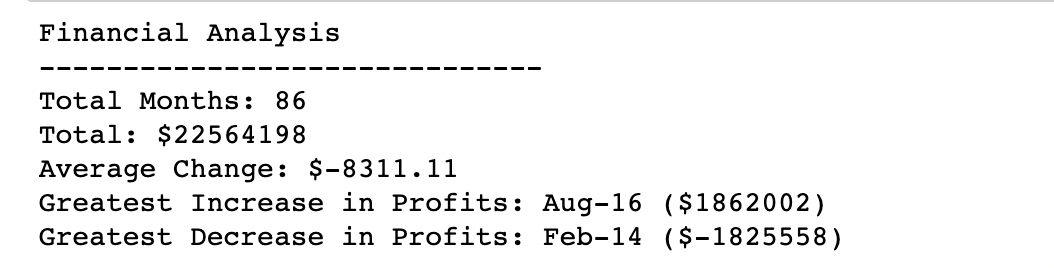 Financial Analysis
------------------------------
Total Months: 86
Total: $22564198
Average Change: $-8311.11
Greatest Increase in Profits: Aug-16 ($1862002)
Greatest Decrease in Profits: Feb-14 ($-1825558)